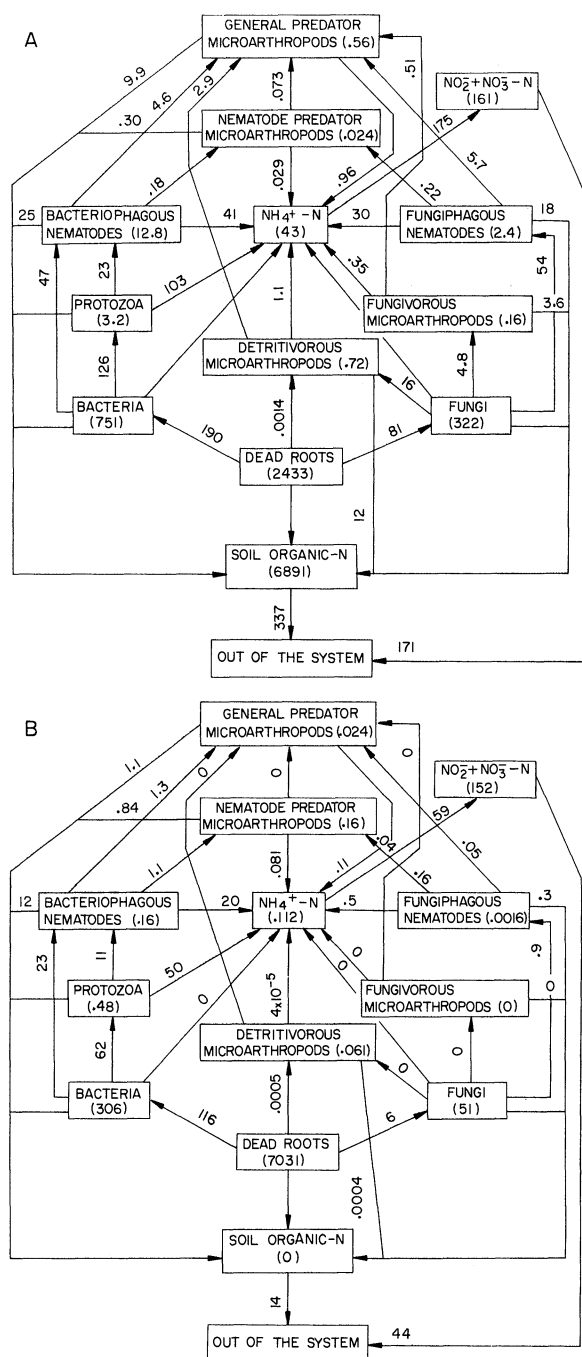 A
GENERAL PREDATOR
MICROARTHROPODS (.56)
9.9
4.6
2.9
.073
.51
NO₂⁻+NO₃⁻-N
(161)
.30
NEMATODE PREDATOR
MICROARTHROPODS (.024)
175
5.7
.18
.029
.96
.22
25
BACTERIOPHAGOUS
NEMATODES (12.8)
41
NH₄⁺-N
(43)
30
FUNGIPHAGOUS
NEMATODES (2.4)
18
47
23
103
1.1
.35
54
PROTOZOA
(3.2)
FUNGIVOROUS
MICROARTHROPODS (.16)
3.6
126
DETRITIVOROUS
MICROARTHROPODS (.72)
16
4.8
BACTERIA
(751)
.0014
FUNGI
(322)
190
81
DEAD ROOTS
(2433)
12
SOIL ORGANIC-N
(6891)
337
OUT OF THE SYSTEM
171
B
GENERAL PREDATOR
MICROARTHROPODS (.024)
1.1
1.3
0
0
0
NO₂⁻+NO₃⁻-N
(152)
.84
NEMATODE PREDATOR
MICROARTHROPODS (.16)
59
.05
1.1
.081
.11
.04
.16
12
BACTERIOPHAGOUS
NEMATODES (.16)
20
NH₄⁺-N
(.112)
.5
FUNGIPHAGOUS
NEMATODES (.0016)
.3
23
11
50
0
4x10⁻⁵
0
0
.9
PROTOZOA
(.48)
FUNGIVOROUS
MICROARTHROPODS (0)
0
62
DETRITIVOROUS
MICROARTHROPODS (.061)
0
0
BACTERIA
(306)
.0005
FUNGI
(51)
116
6
DEAD ROOTS
(7031)
.0004
SOIL ORGANIC-N
(0)
14
OUT OF THE SYSTEM
44